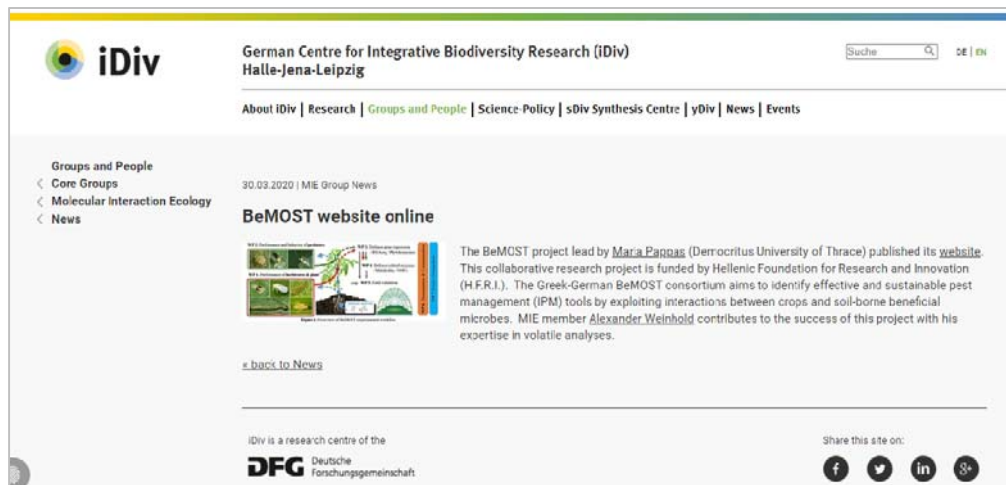 iDiv
German Centre for Integrative Biodiversity Research (iDiv)
Halle-Jena-Leipzig
Suche
DE | EN
About iDiv | Research | Groups and People | Science-Policy | sDiv Synthesis Centre | yDiv | News | Events
Groups and People
Core Groups
Molecular Interaction Ecology
News
30.03.2020 | MIE Group News
BeMOST website online
The BeMOST project lead by Maria Pappas (Democritus University of Thrace) published its website.
This collaborative research project is funded by Hellenic Foundation for Research and Innovation
(H.F.R.I.). The Greek-German BeMOST consortium aims to identify effective and sustainable pest
management (IPM) tools by exploiting interactions between crops and soil-borne beneficial
microbes. MIE member Alexander Weinhold contributes to the success of this project with his
expertise in volatile analyses.
« back to News
iDiv is a research centre of the
DFG Deutsche
Forschungsgemeinschaft
Share this site on: